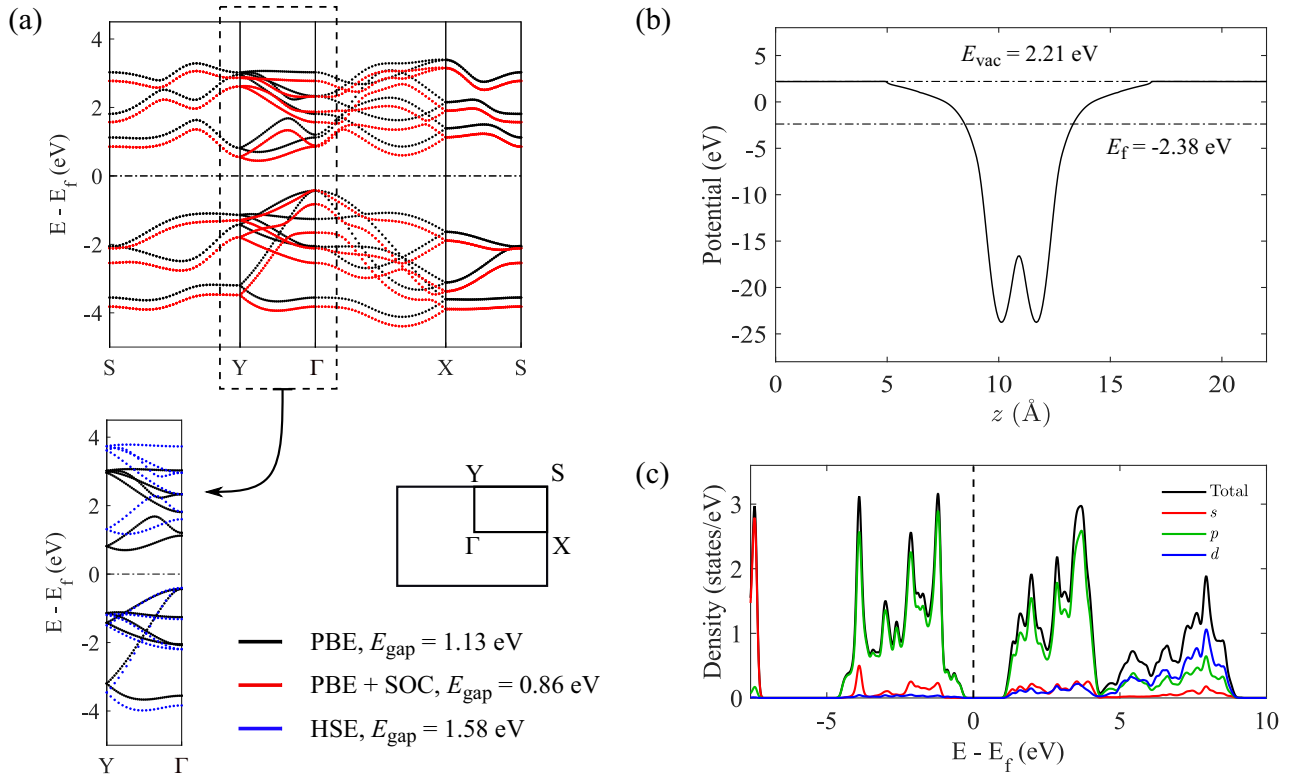 (a)
4
2
0
-2
-4
E - E_f (eV)
S Y Γ X S
4
2
0
-2
-4
E - E_f (eV)
Y Γ
Y S
Γ X
PBE, E_gap = 1.13 eV
PBE + SOC, E_gap = 0.86 eV
HSE, E_gap = 1.58 eV
(b)
E_vac = 2.21 eV
E_f = -2.38 eV
5
0
-5
-10
-15
-20
-25
Potential (eV)
0 5 10 15 20
z (Å)
(c)
Total
s
p
d
3
2
1
0
Density (states/eV)
-5 0 5 10
E - E_f (eV)